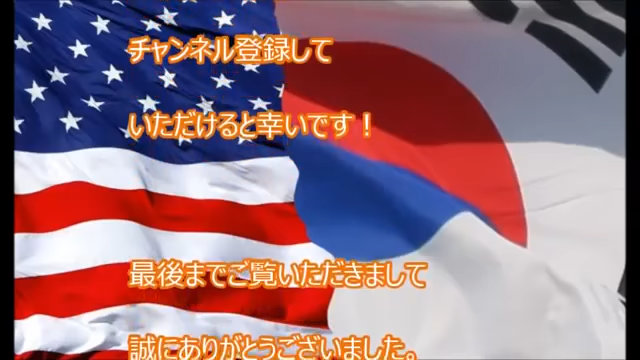 チャンネル登録して
いただけると幸いです！
最後までご覧いただきまして
誠にありがとうございました。